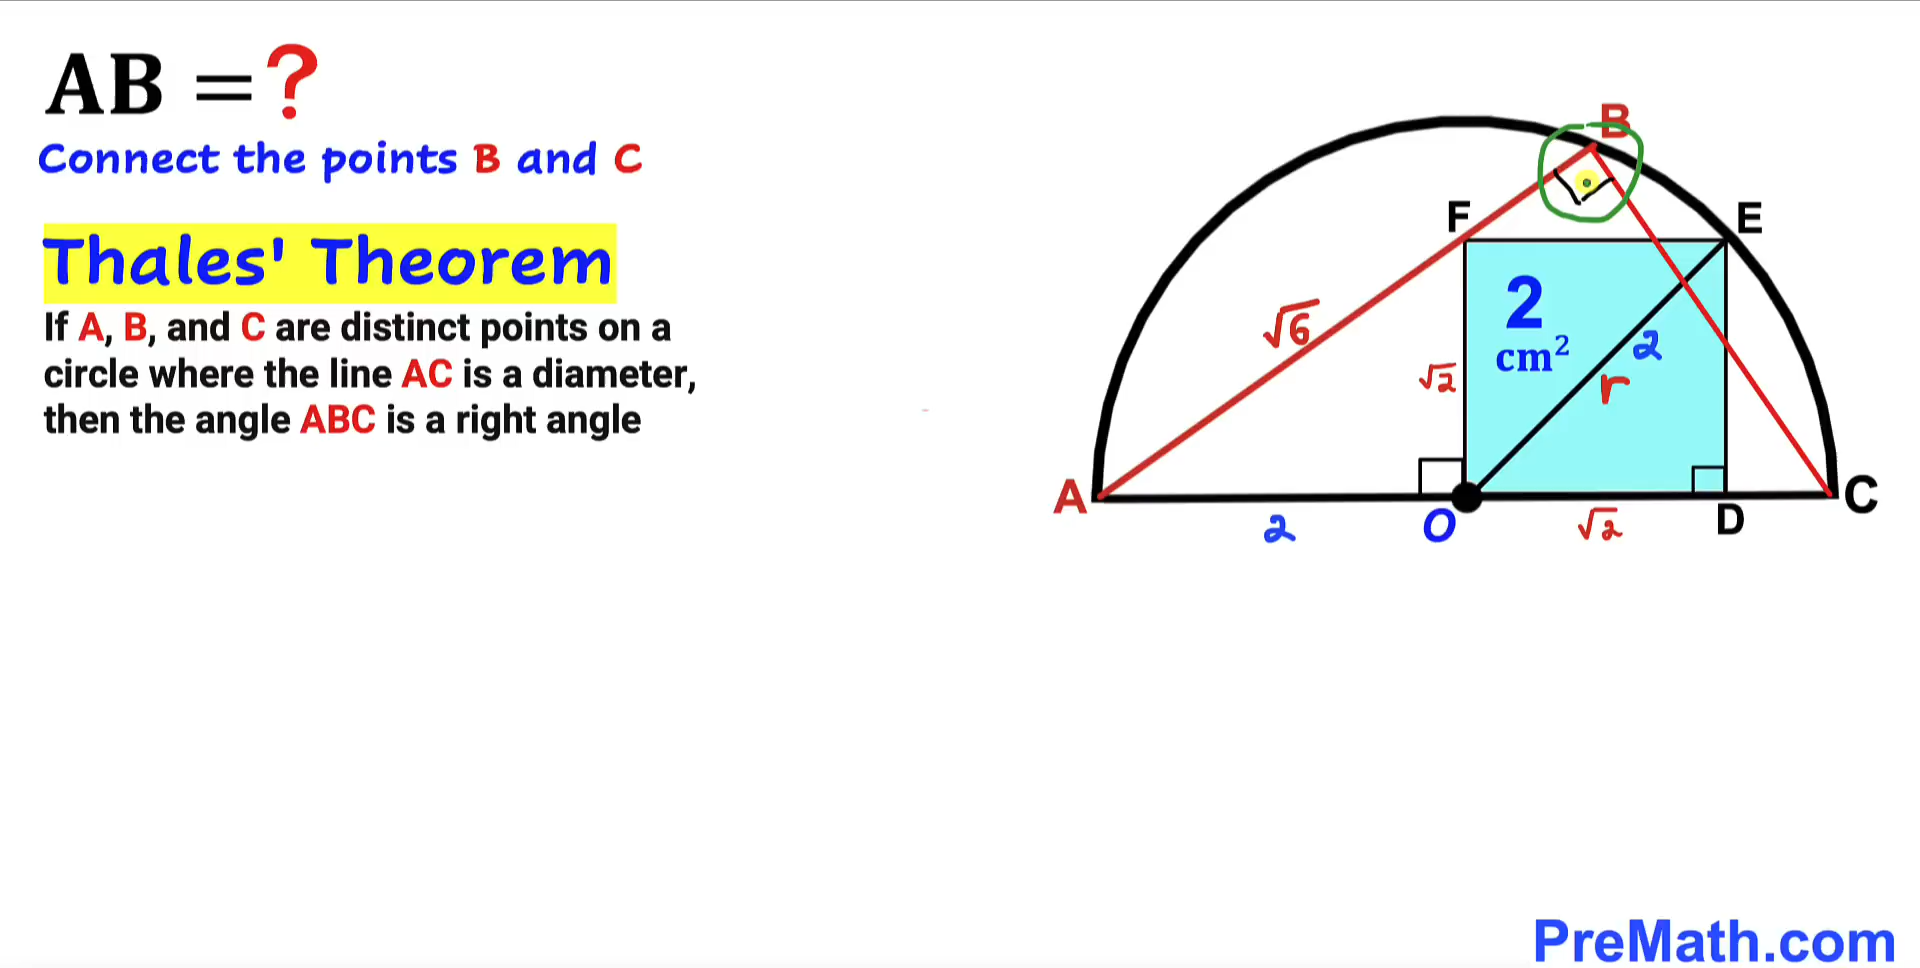 AB =?
Connect the points B and C
Thales' Theorem
If A, B, and C are distinct points on a
circle where the line AC is a diameter,
then the angle ABC is a right angle
B
F
E
2
cm²
√6
2
√2
r
A
C
2
O
√2
D
PreMath.com